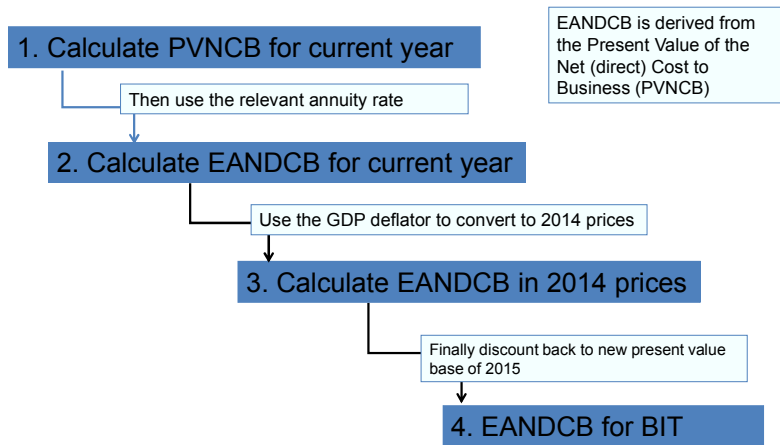 1. Calculate PVNCB for current year
EANDCB is derived from
the Present Value of the
Net (direct) Cost to
Business (PVNCB)
Then use the relevant annuity rate
2. Calculate EANDCB for current year
Use the GDP deflator to convert to 2014 prices
3. Calculate EANDCB in 2014 prices
Finally discount back to new present value
base of 2015
4. EANDCB for BIT